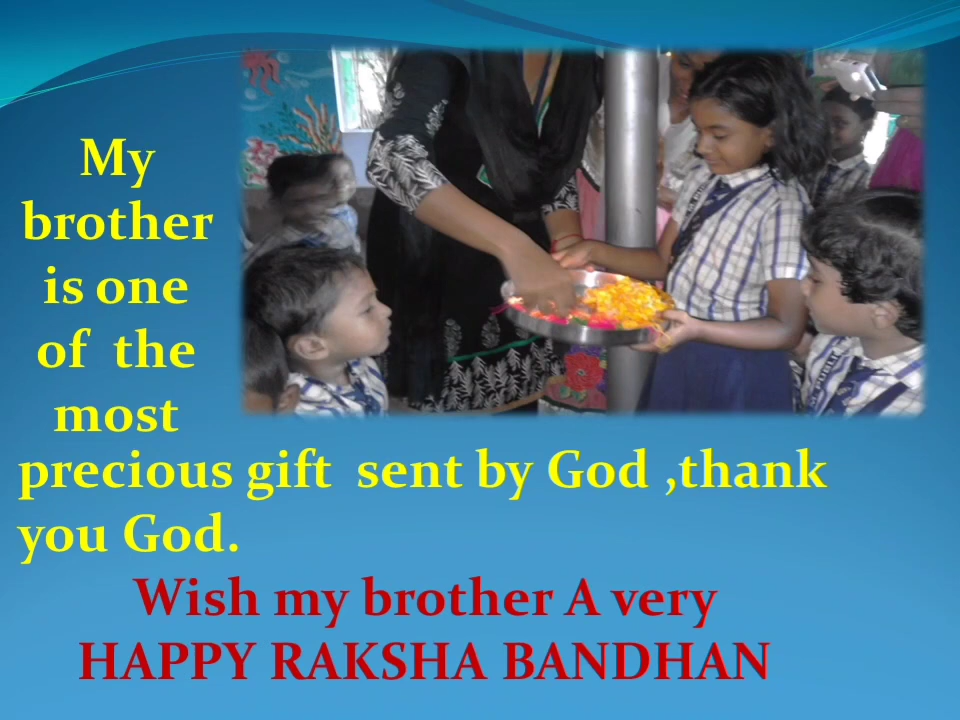 My
brother
is one
of the
most
precious gift sent by God ,thank
you God.
Wish my brother A very
HAPPY RAKSHA BANDHAN